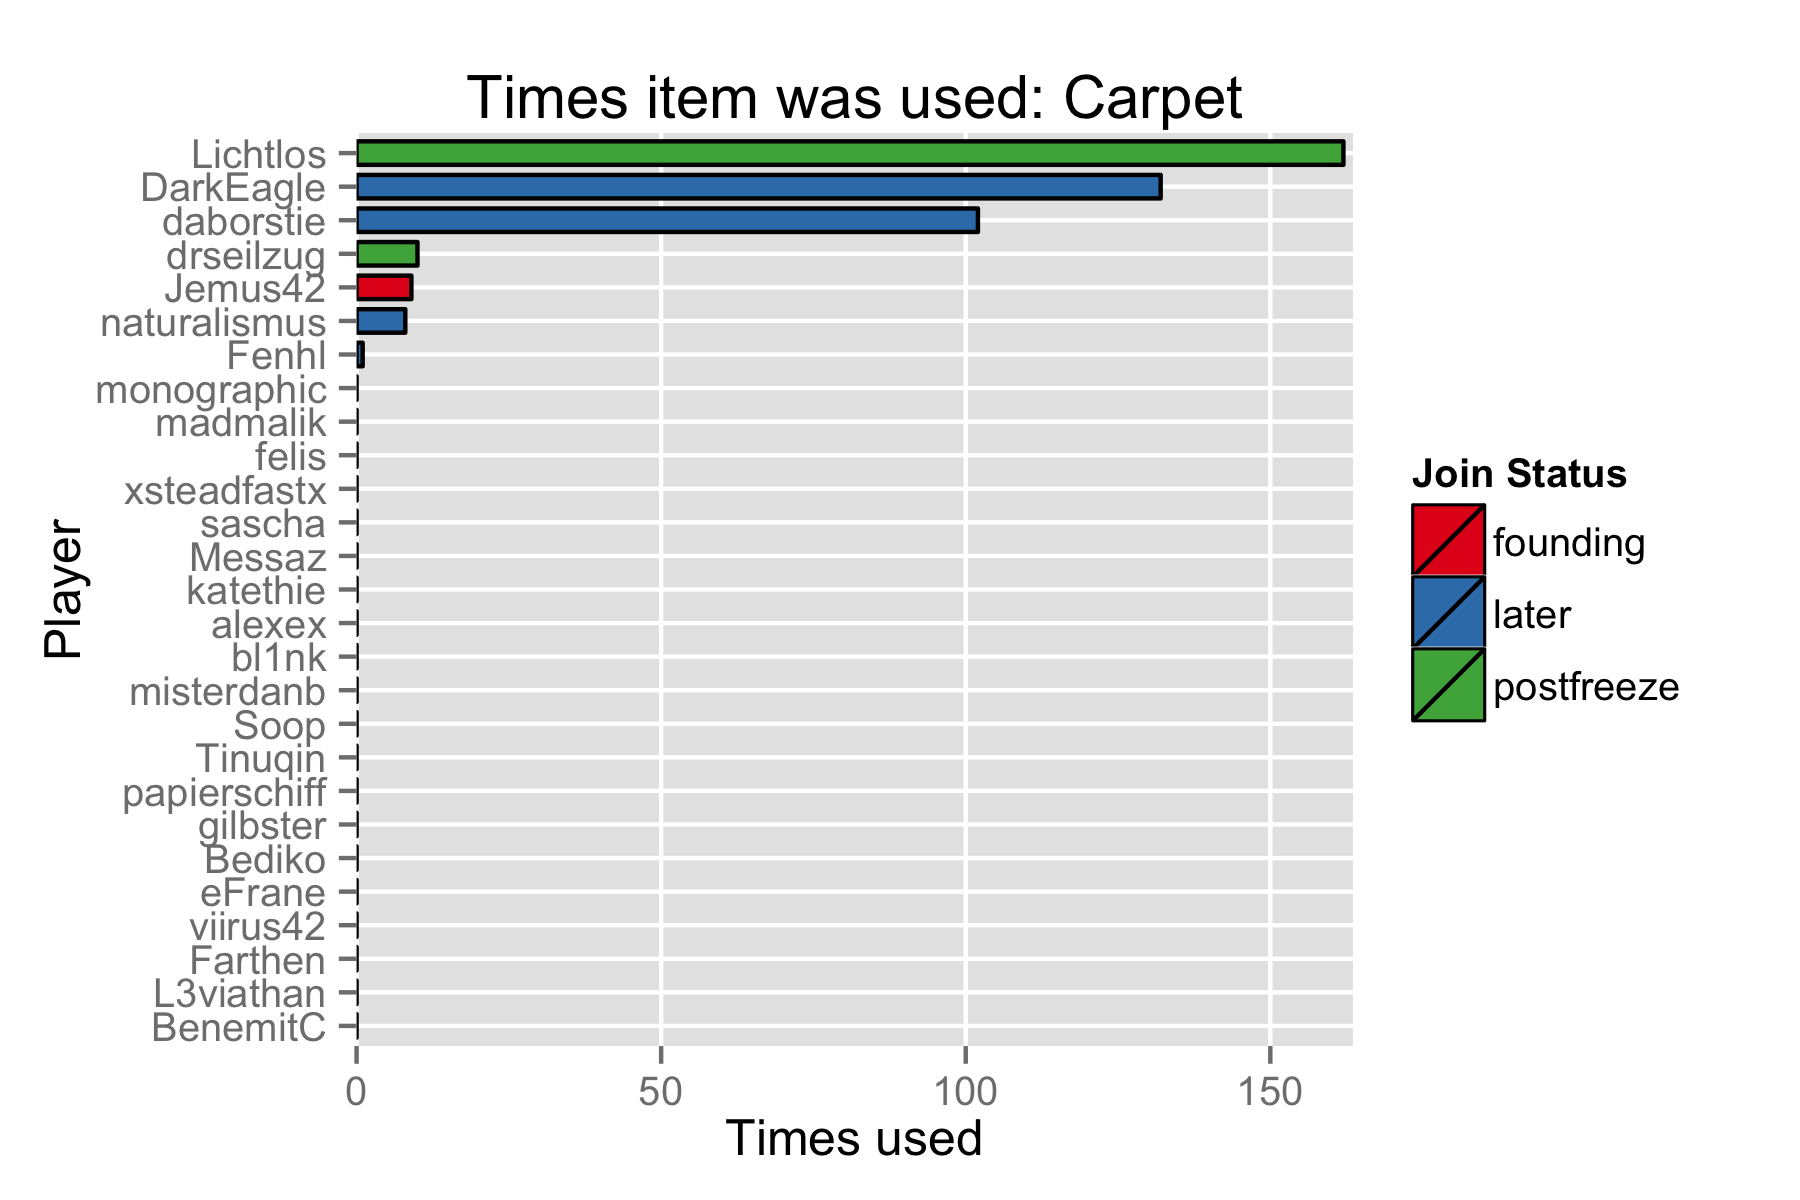 Times item was used: Carpet
Lichtlos
DarkEagle
daborstie
drseilzug
Jemus42
naturalismus
Fenhl
monographic
madmalik
felis
xsteadfastx
sascha
Messaz
katethie
alexex
bl1nk
misterdanb
Soop
Tinuqin
papierschiff
gilbster
Bediko
eFrane
viirus42
Farthen
L3viathan
BenemitC
Player
0 50 100 150
Times used
Join Status
founding
later
postfreeze